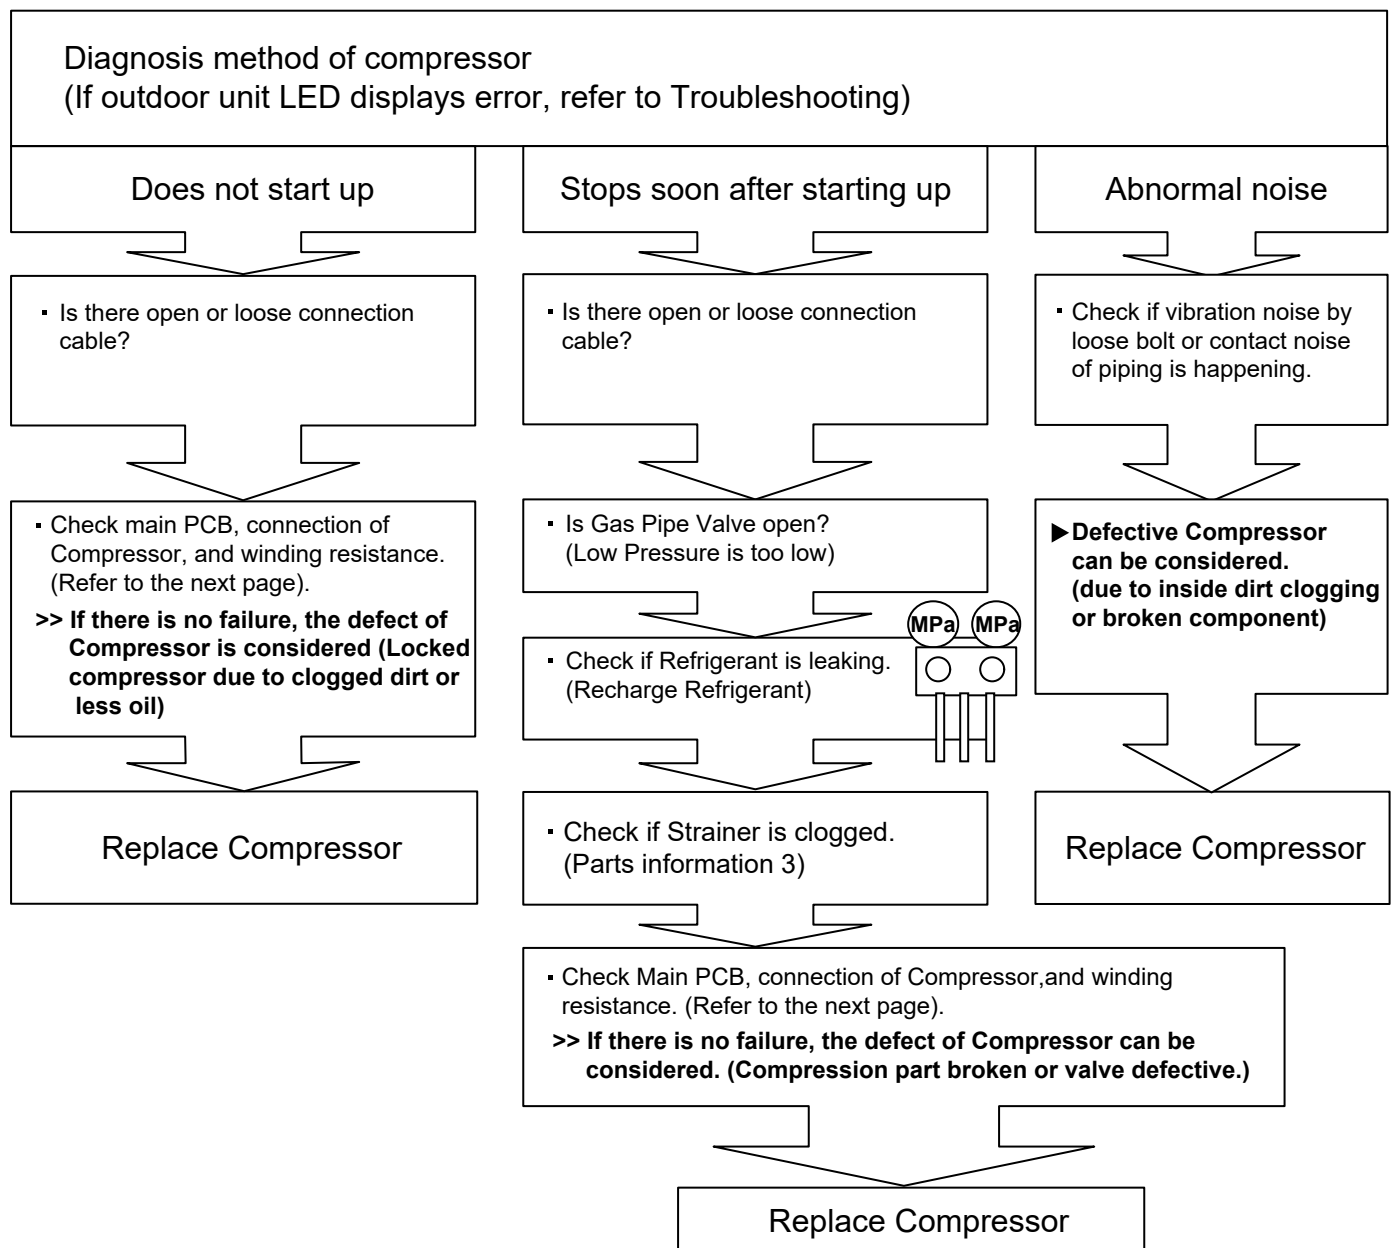 Diagnosis method of compressor
(If outdoor unit LED displays error, refer to Troubleshooting)
Does not start up
Stops soon after starting up
Abnormal noise
▪ Is there open or loose connection
cable?
▪ Is there open or loose connection
cable?
▪ Check if vibration noise by
loose bolt or contact noise
of piping is happening.
▪ Check main PCB, connection of
Compressor, and winding resistance.
(Refer to the next page).
>> If there is no failure, the defect of
Compressor is considered (Locked
compressor due to clogged dirt or
less oil)
▪ Is Gas Pipe Valve open?
(Low Pressure is too low)
▶Defective Compressor
can be considered.
(due to inside dirt clogging
or broken component)
MPa MPa
▪ Check if Refrigerant is leaking.
(Recharge Refrigerant)
Replace Compressor
▪ Check if Strainer is clogged.
(Parts information 3)
Replace Compressor
▪ Check Main PCB, connection of Compressor,and winding
resistance. (Refer to the next page).
>> If there is no failure, the defect of Compressor can be
considered. (Compression part broken or valve defective.)
Replace Compressor